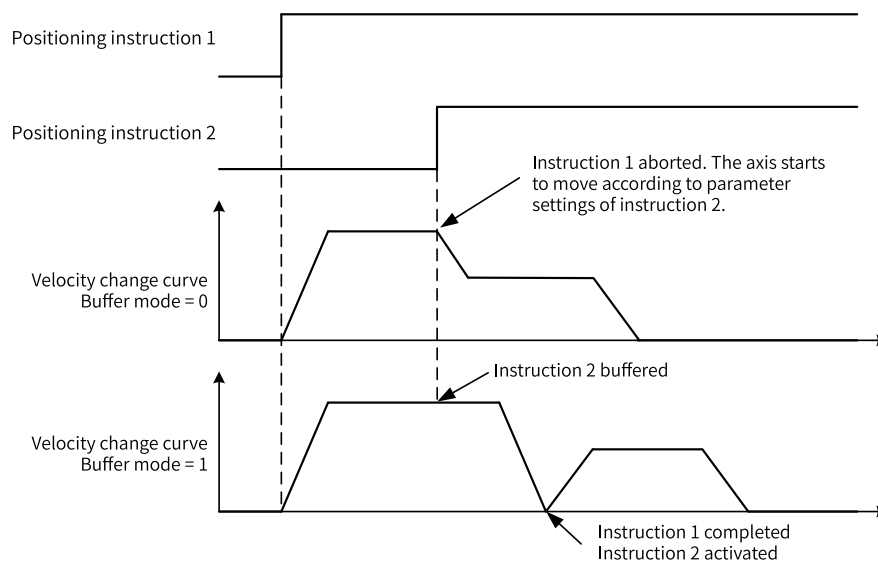 Positioning instruction 1
Positioning instruction 2
Instruction 1 aborted. The axis starts
to move according to parameter
settings of instruction 2.
Velocity change curve
Buffer mode = 0
Instruction 2 buffered
Velocity change curve
Buffer mode = 1
Instruction 1 completed
Instruction 2 activated